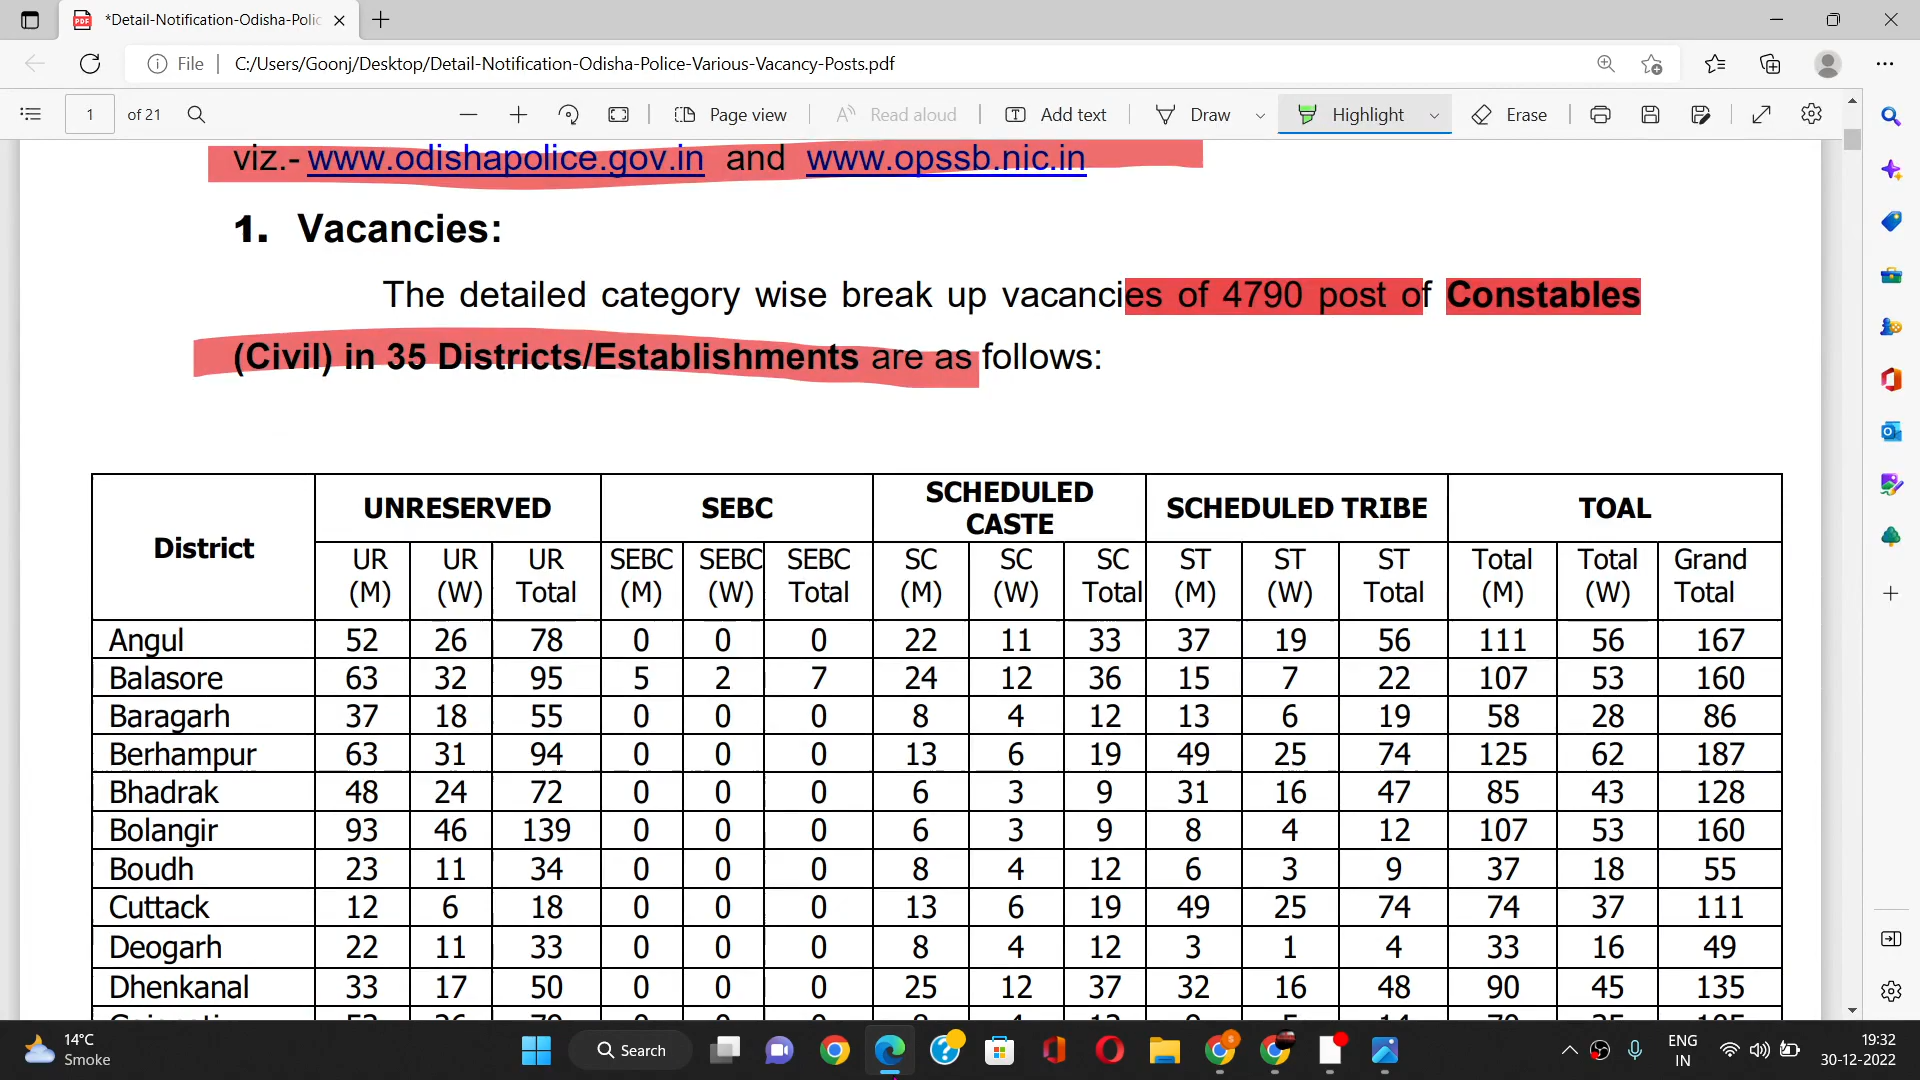 *Detail-Notification-Odisha-Polic
File
C:/Users/Goonj/Desktop/Detail-Notification-Odisha-Police-Various-Vacancy-Posts.pdf
1 of 21
Page view
Read aloud
Add text
Draw
Highlight
Erase
viz.- www.odishapolice.gov.in and www.opssb.nic.in
1. Vacancies:
The detailed category wise break up vacancies of 4790 post of Constables
(Civil) in 35 Districts/Establishments are as follows:
District UNRESERVED SEBC SCHEDULED CASTE SCHEDULED TRIBE TOAL
UR (M) UR (W) UR Total SEBC (M) SEBC (W) SEBC Total SC (M) SC (W) SC Total ST (M) ST (W) ST Total Total (M) Total (W) Grand Total
Angul 52 26 78 0 0 0 22 11 33 37 19 56 111 56 167
Balasore 63 32 95 5 2 7 24 12 36 15 7 22 107 53 160
Baragarh 37 18 55 0 0 0 8 4 12 13 6 19 58 28 86
Berhampur 63 31 94 0 0 0 13 6 19 49 25 74 125 62 187
Bhadrak 48 24 72 0 0 0 6 3 9 31 16 47 85 43 128
Bolangir 93 46 139 0 0 0 6 3 9 8 4 12 107 53 160
Boudh 23 11 34 0 0 0 8 4 12 6 3 9 37 18 55
Cuttack 12 6 18 0 0 0 13 6 19 49 25 74 74 37 111
Deogarh 22 11 33 0 0 0 8 4 12 3 1 4 33 16 49
Dhenkanal 33 17 50 0 0 0 25 12 37 32 16 48 90 45 135
14°C
Smoke
Search
ENG
IN
19:32
30-12-2022